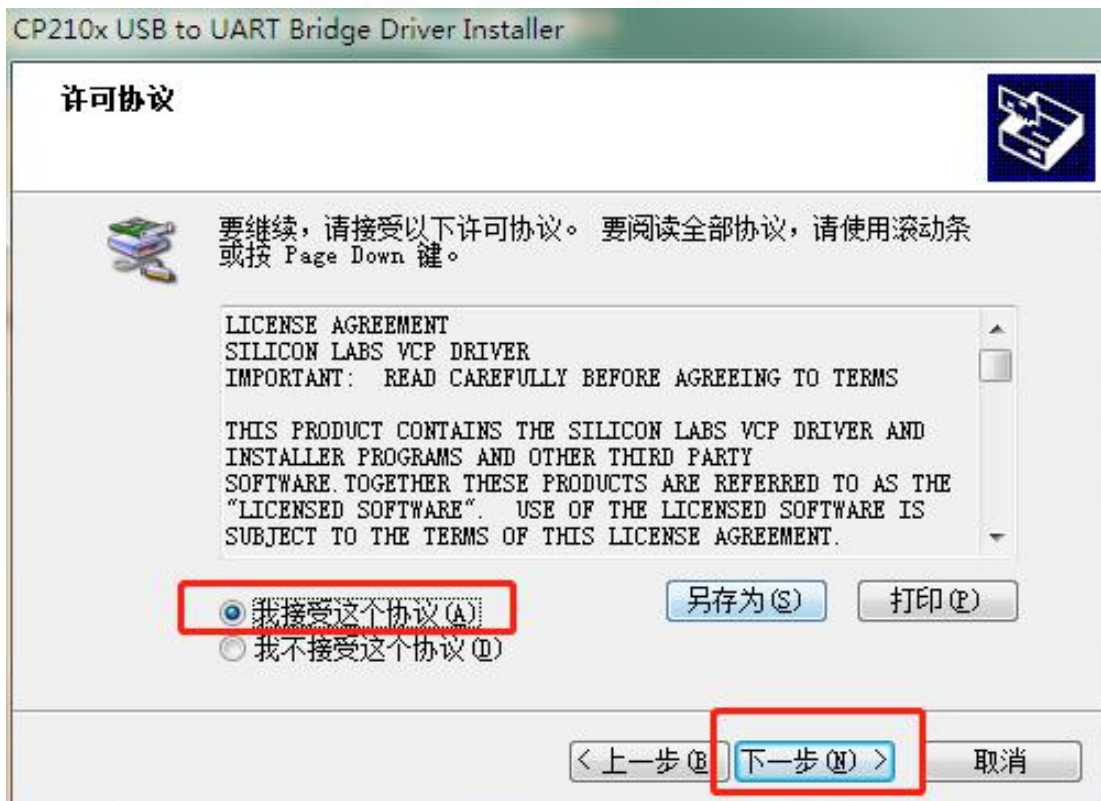 CP210x USB to UART Bridge Driver Installer
许可协议
要继续，请接受以下许可协议。 要阅读全部协议，请使用滚动条
或按 Page Down 键。
LICENSE AGREEMENT
SILICON LABS VCP DRIVER
IMPORTANT:  READ CAREFULLY BEFORE AGREEING TO TERMS
THIS PRODUCT CONTAINS THE SILICON LABS VCP DRIVER AND
INSTALLER PROGRAMS AND OTHER THIRD PARTY
SOFTWARE.TOGETHER THESE PRODUCTS ARE REFERRED TO AS THE
"LICENSED SOFTWARE".  USE OF THE LICENSED SOFTWARE IS
SUBJECT TO THE TERMS OF THIS LICENSE AGREEMENT.
我接受这个协议(A) 另存为(S) 打印(P)
我不接受这个协议(D)
< 上一步(B 下一步(N) > 取消